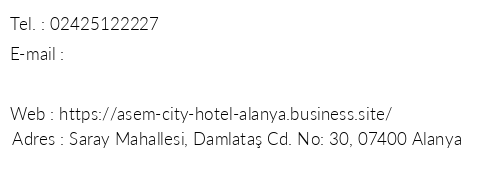 Tel. : 02425122227
E-mail :
Web : https://asem-city-hotel-alanya.business.site/
Adres : Saray Mahallesi, Damlataş Cd. No: 30, 07400 Alanya